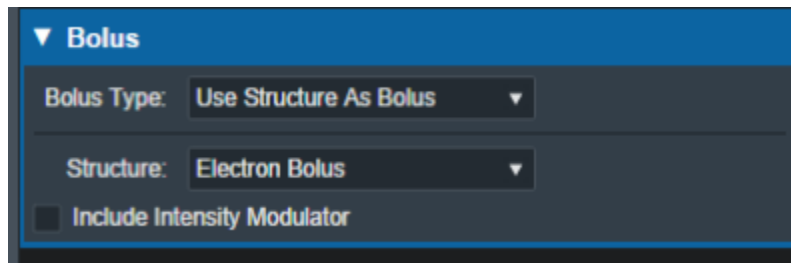 Bolus
Bolus Type: Use Structure As Bolus
Structure: Electron Bolus
Include Intensity Modulator